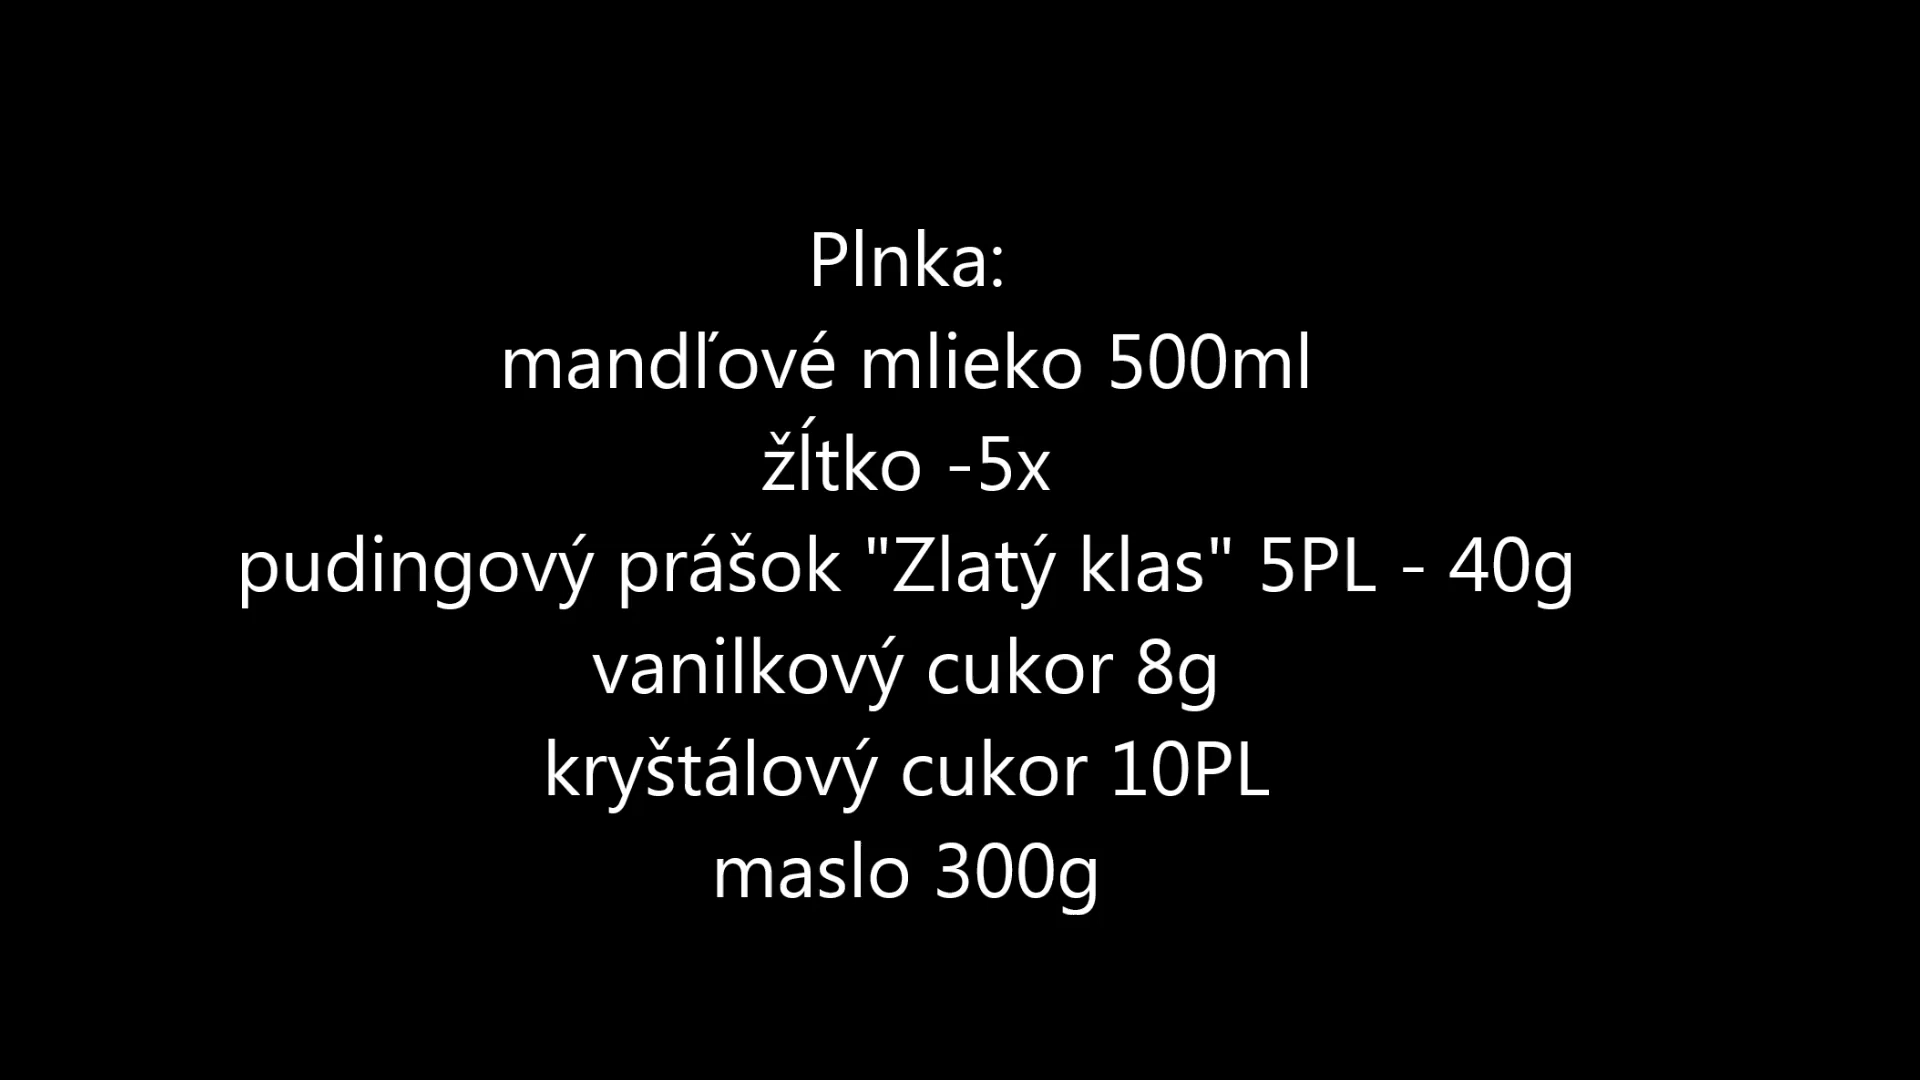 Plnka:
mandľové mlieko 500ml
žĺtko -5x
pudingový prášok "Zlatý klas" 5PL - 40g
vanilkový cukor 8g
kryštálový cukor 10PL
maslo 300g